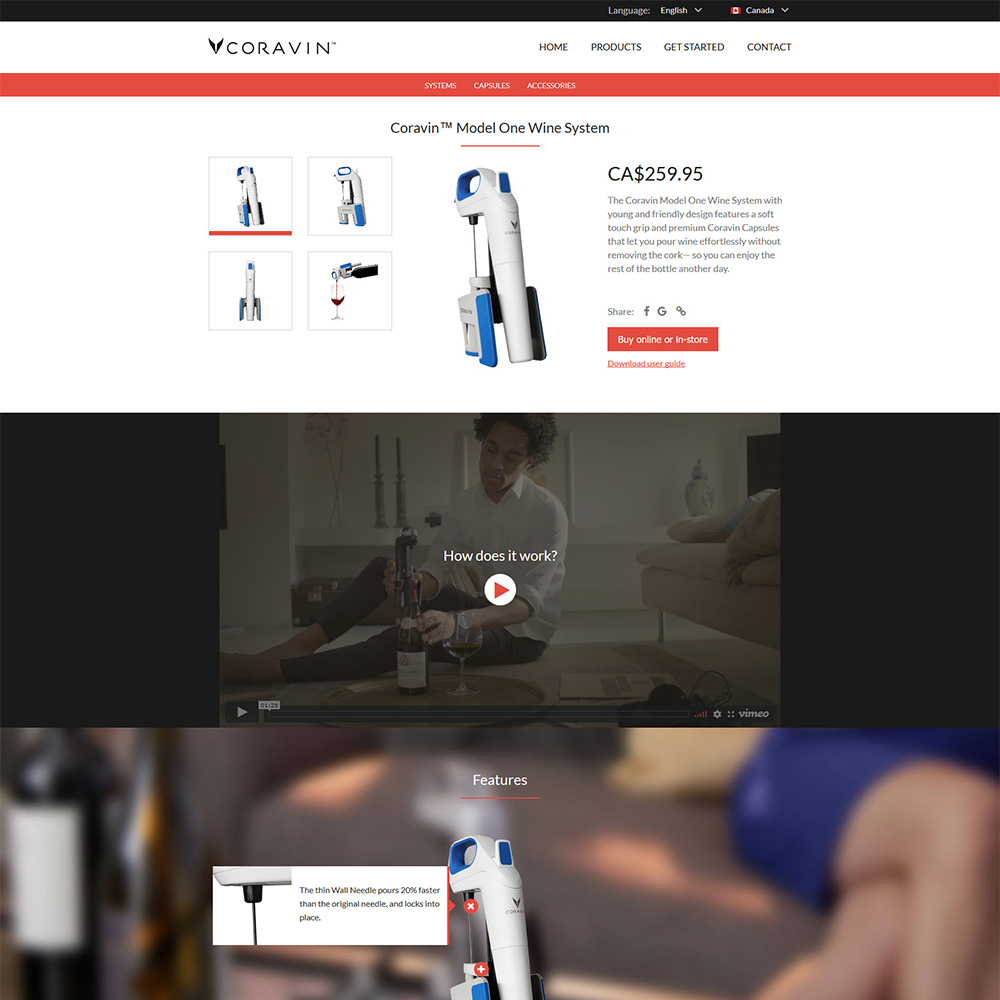 Language: English Canada
CORAVIN™
HOME PRODUCTS GET STARTED CONTACT
SYSTEMS CAPSULES ACCESSORIES
Coravin™ Model One Wine System
CA$259.95
The Coravin Model One Wine System with
young and friendly design features a soft
touch grip and premium Coravin Capsules
that let you pour wine effortlessly without
removing the cork— so you can enjoy the
rest of the bottle another day.
CORAVIN
CORAVIN
Share:
Buy online or in-store
Download user guide
How does it work?
01:25
vimeo
Features
The thin Wall Needle pours 20% faster
than the original needle, and locks into
place.
CORAVIN